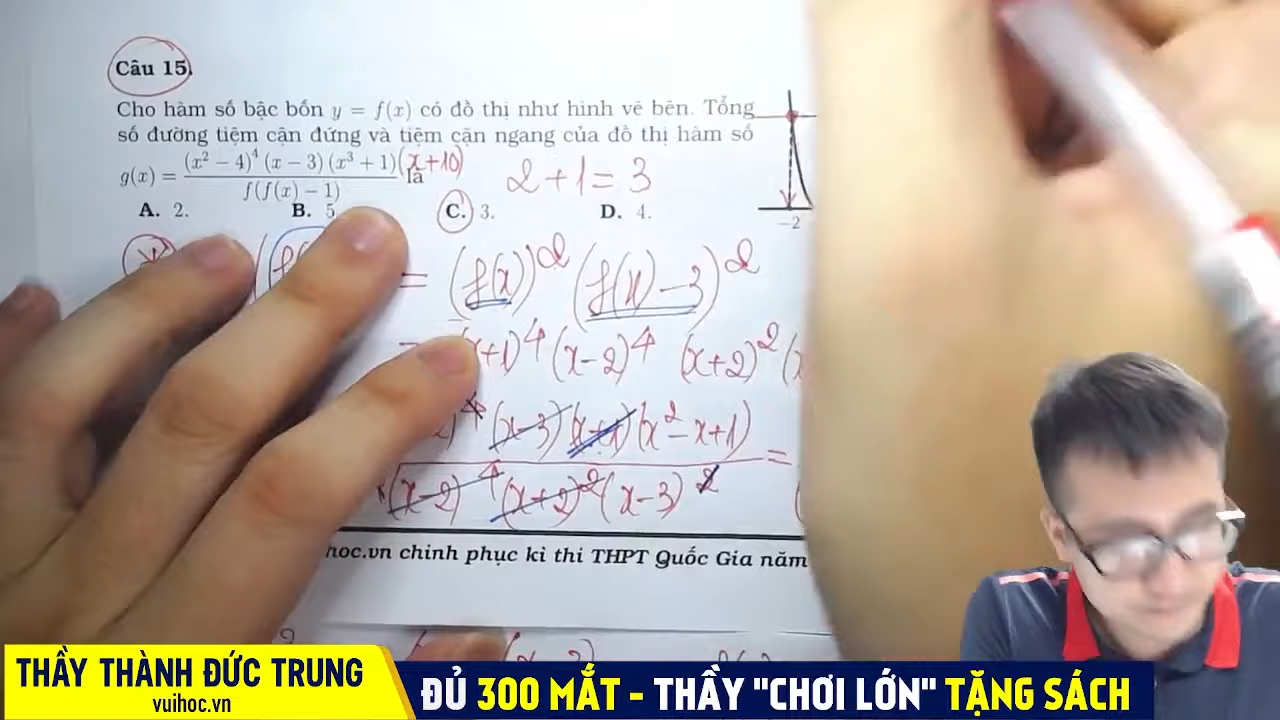 Câu 15.
Cho hàm số bậc bốn y = f(x) có đồ thị như hình vẽ bên. Tổng
số đường tiệm cận đứng và tiệm cận ngang của đồ thị hàm số
g(x) = (x² − 4)⁴ (x − 3) (x³ + 1)(x+10) / f(f(x) − 1) là
2+1=3
A. 2. B. 5 C. 3. D. 4.
−2
= (f(x))² (f(x)−3)²
+1)⁴ (x−2)⁴ (x+2)²
(x−3) (x+1) (x²−x+1)
(x−2)⁴ (x+2)² (x−3)² =
hoc.vn chinh phục kì thi THPT Quốc Gia năm
THẦY THÀNH ĐỨC TRUNG
vuihoc.vn
ĐỦ 300 MẮT - THẦY "CHƠI LỚN" TẶNG SÁCH